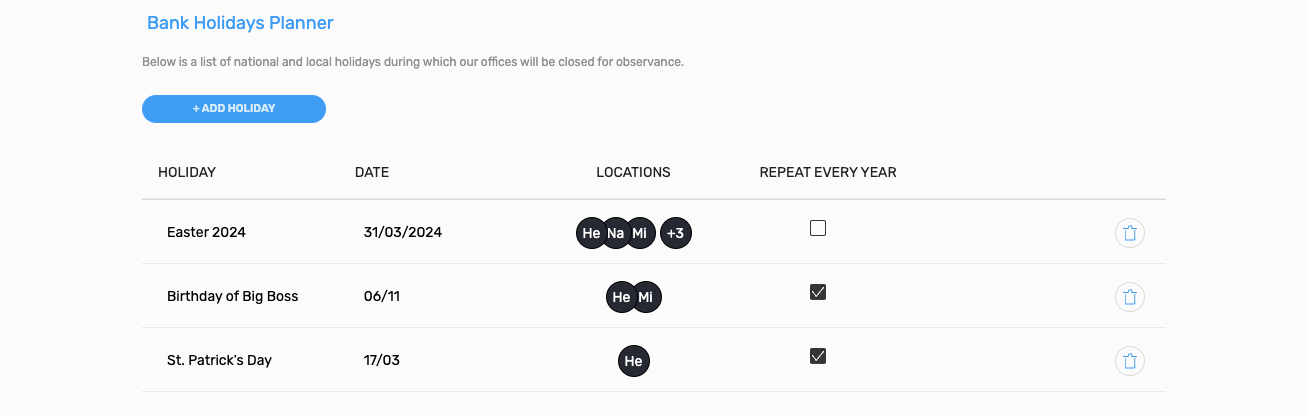 Bank Holidays Planner
Below is a list of national and local holidays during which our offices will be closed for observance.
+ ADD HOLIDAY
HOLIDAY DATE LOCATIONS REPEAT EVERY YEAR
Easter 2024 31/03/2024 He Na Mi +3
Birthday of Big Boss 06/11 He Mi
St. Patrick's Day 17/03 He